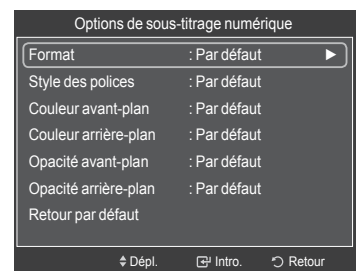 Options de sous-titrage numérique
Format : Par défaut ►
Style des polices : Par défaut
Couleur avant-plan : Par défaut
Couleur arrière-plan : Par défaut
Opacité avant-plan : Par défaut
Opacité arrière-plan : Par défaut
Retour par défaut
Dépl. Intro. Retour